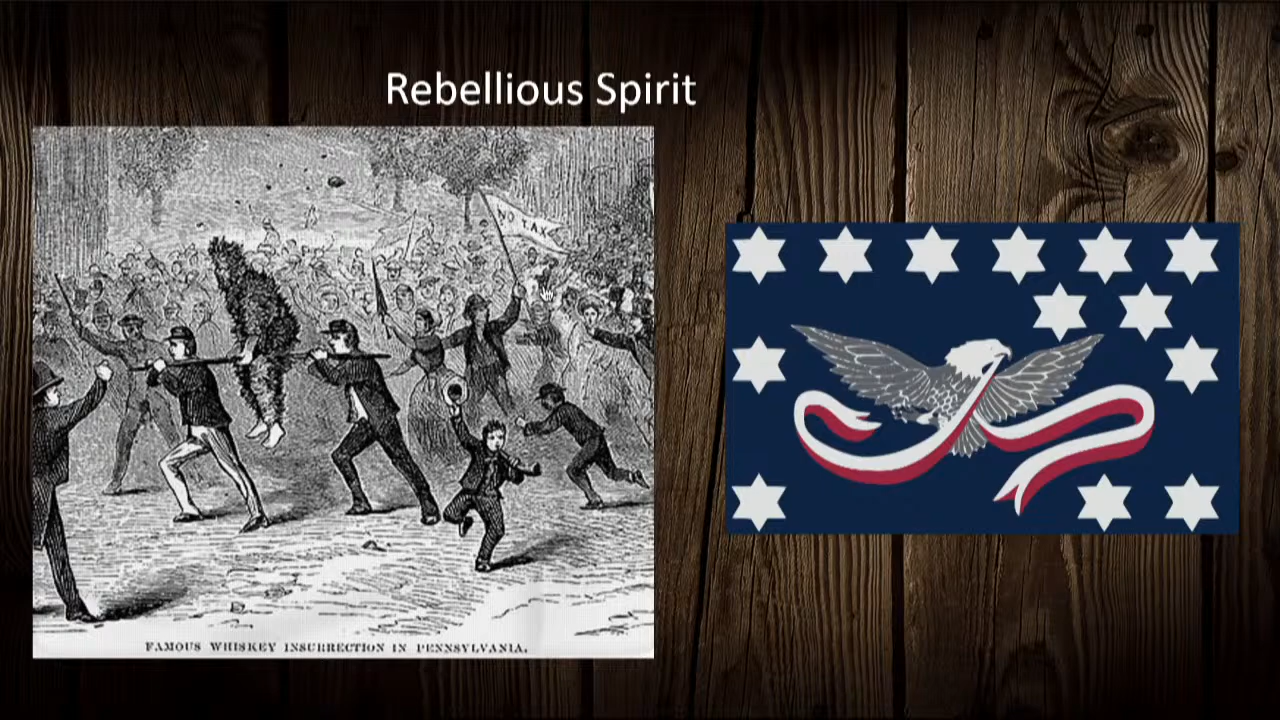 Rebellious Spirit
NO TAX
FAMOUS WHISKEY INSURRECTION IN PENNSYLVANIA.